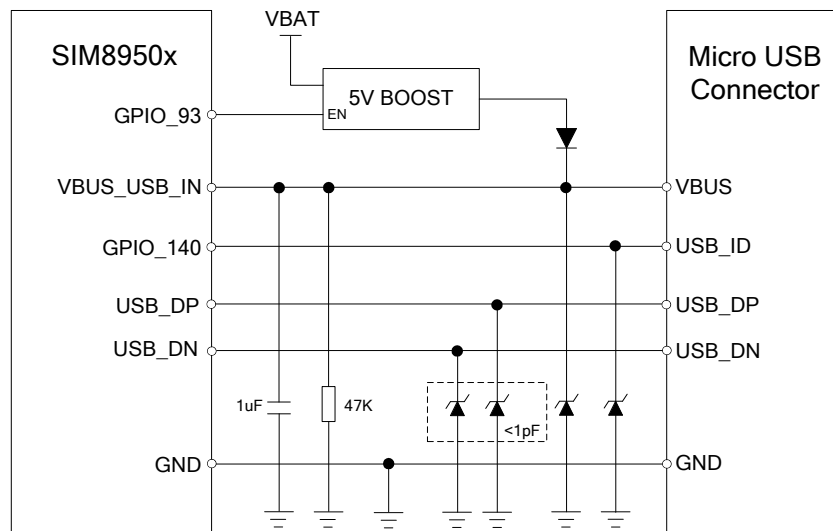 VBAT
SIM8950x
Micro USB
Connector
5V BOOST
EN
GPIO_93
VBUS_USB_IN
VBUS
GPIO_140
USB_ID
USB_DP
USB_DP
USB_DN
USB_DN
1uF
47K
<1pF
GND
GND